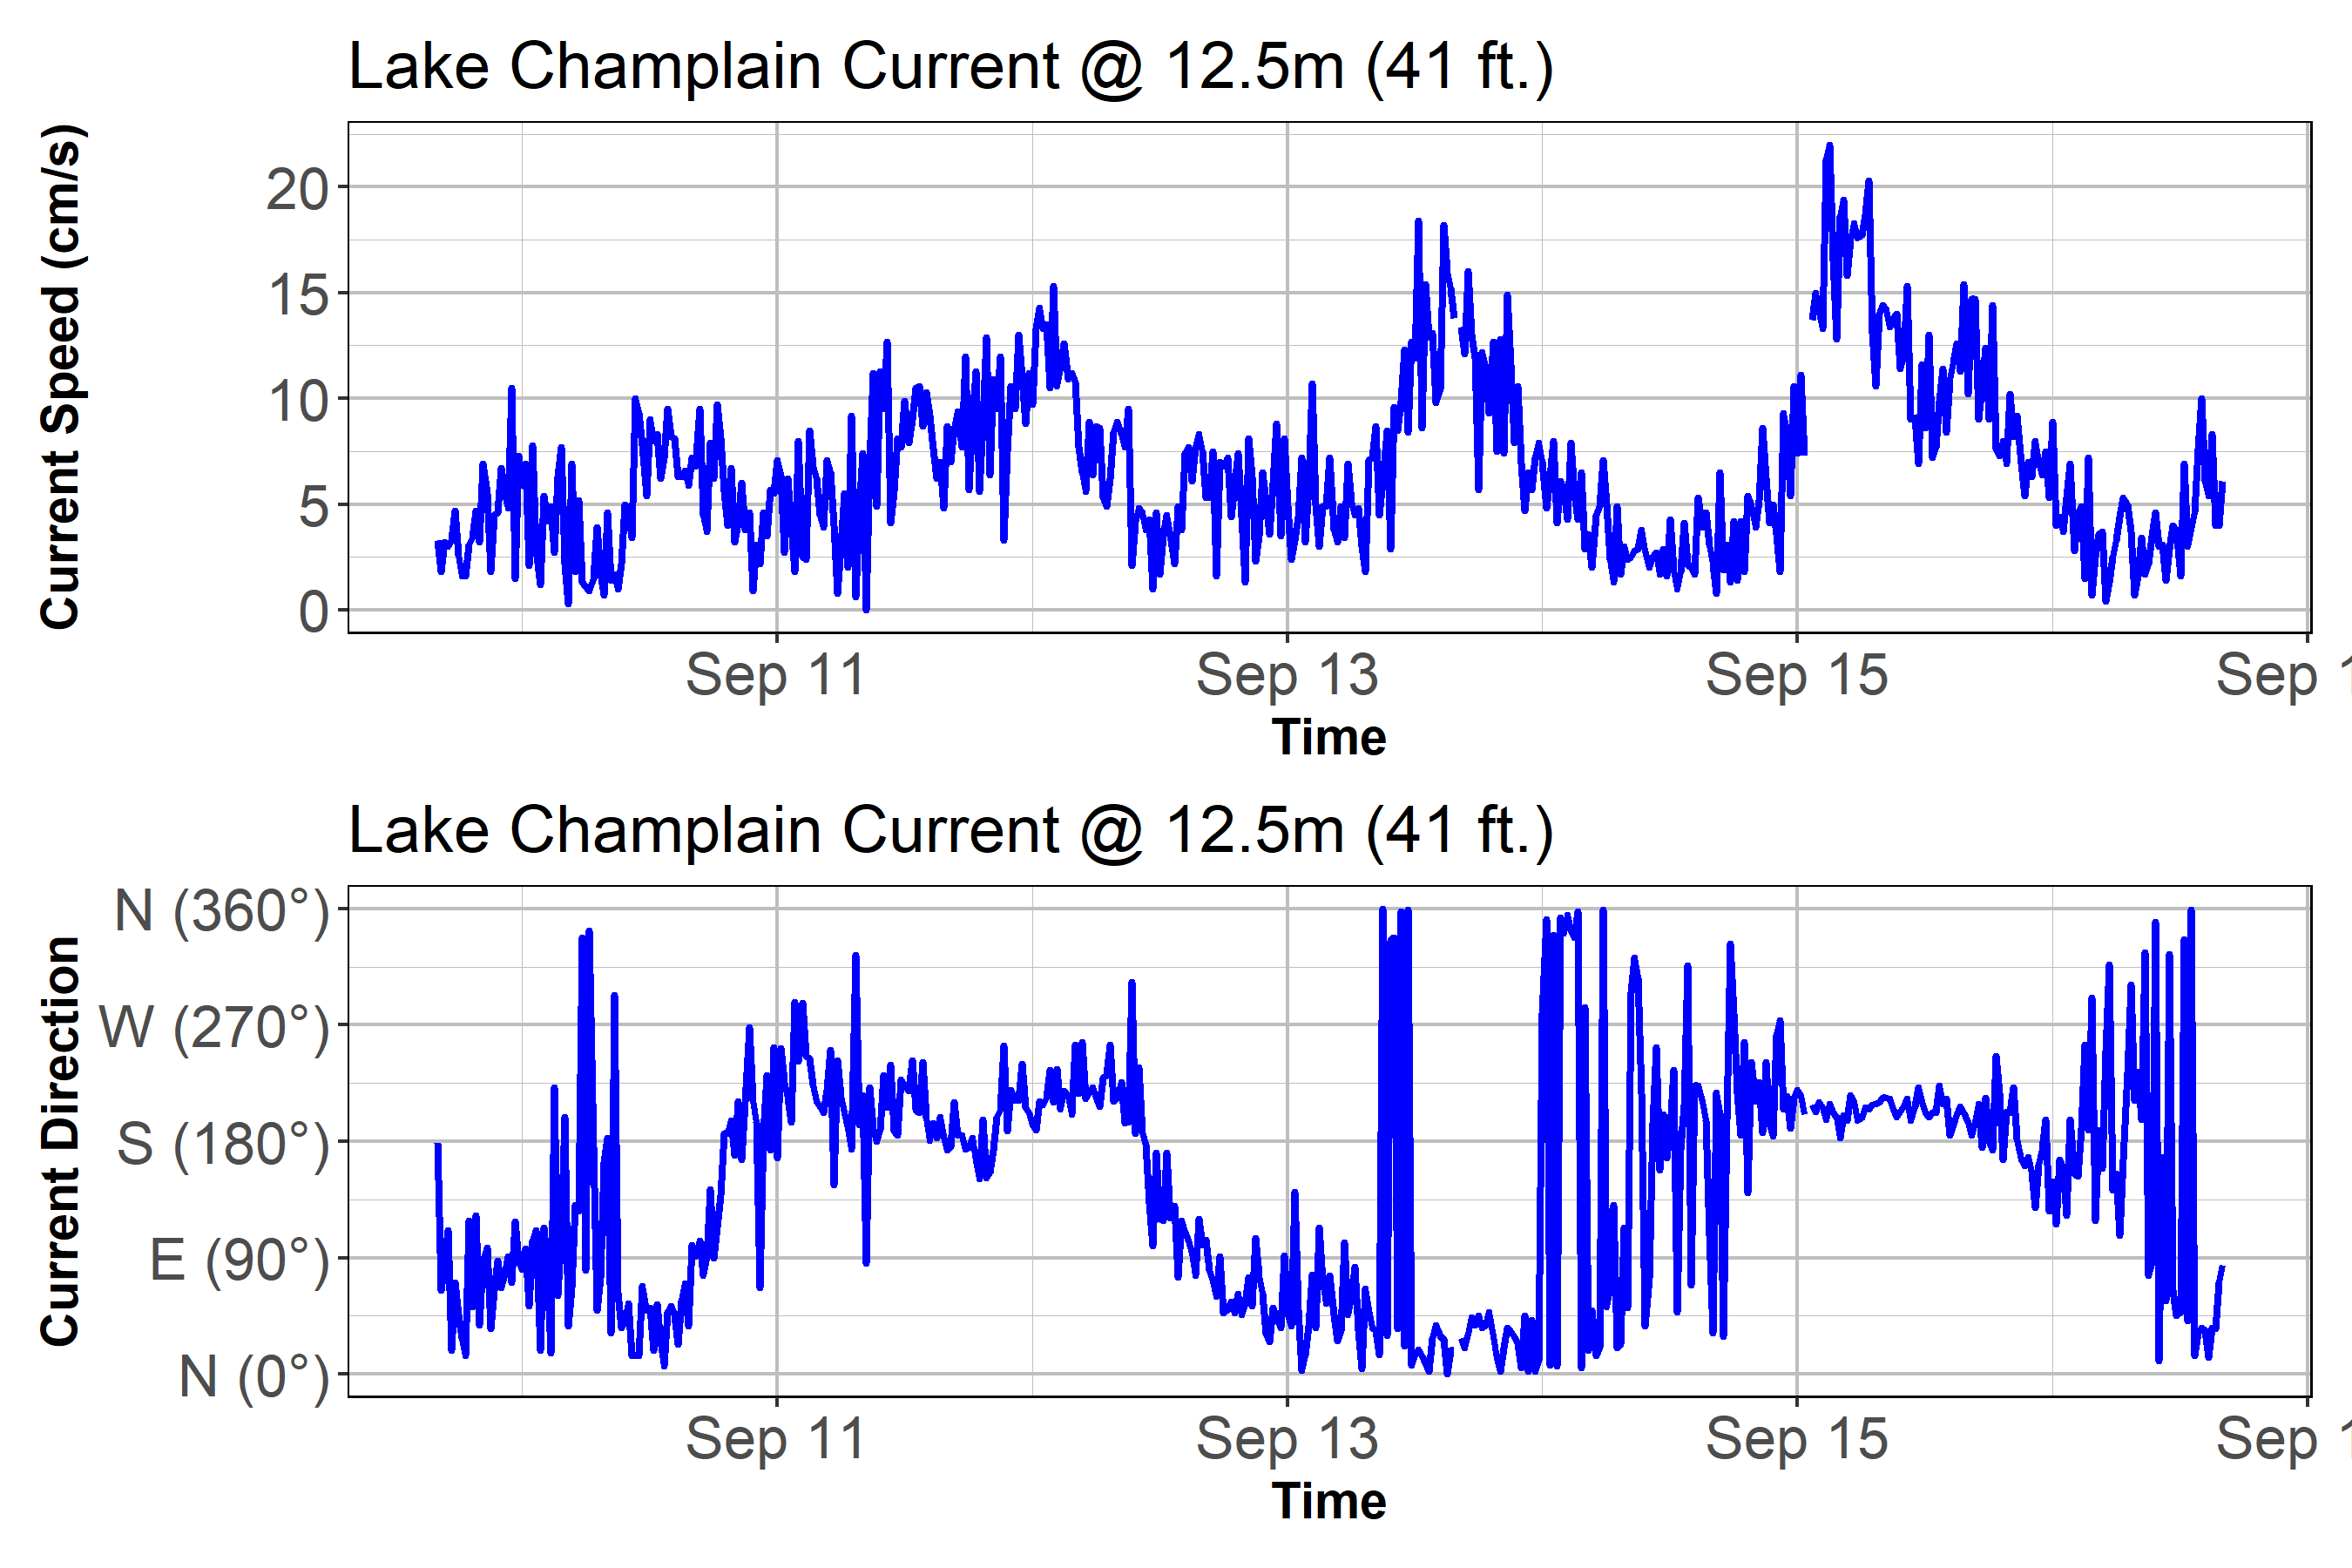 Lake Champlain Current @ 12.5m (41 ft.)
Current Speed (cm/s)
20
15
10
5
0
Sep 11 Sep 13 Sep 15 Sep 1
Time
Lake Champlain Current @ 12.5m (41 ft.)
Current Direction
N (360°)
W (270°)
S (180°)
E (90°)
N (0°)
Sep 11 Sep 13 Sep 15 Sep 1
Time